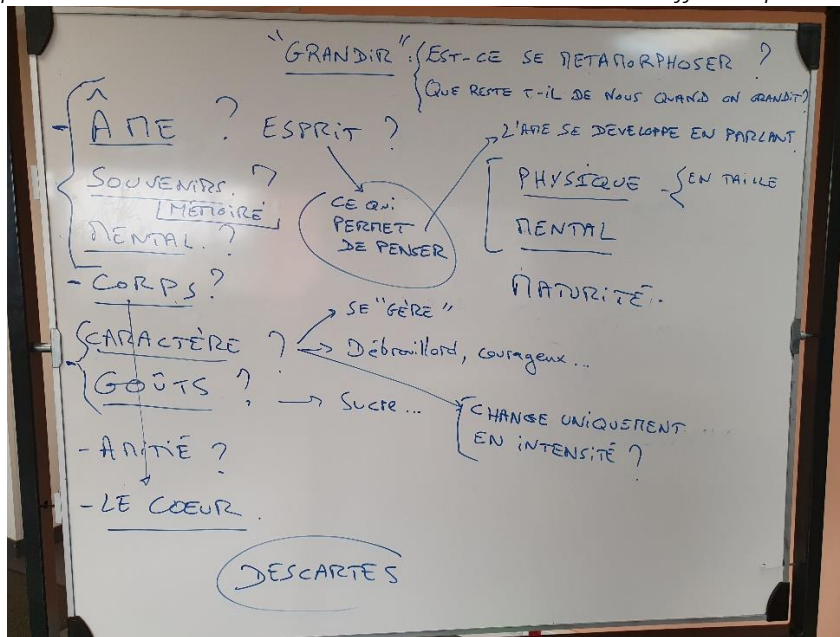 "GRANDIR" : EST-CE SE METAMORPHOSER ?
QUE RESTE T-IL DE NOUS QUAND ON GRANDIT ?
- ÂME ? ESPRIT ?
L'AME SE DÉVELOPPE EN PARLANT
SOUVENIRS. ?
MÉMOIRE
MENTAL. ?
CE QUI
PERMET
DE PENSER
PHYSIQUE - EN TAILLE
MENTAL
MATURITÉ.
- CORPS ?
CARACTÈRE ?
SE "GÈRE"
Débrouillard, courageux...
- GOÛTS ?
Sucre...
CHANGE UNIQUEMENT ...
EN INTENSITÉ ?
- AMITIÉ ?
- LE COEUR.
DESCARTES